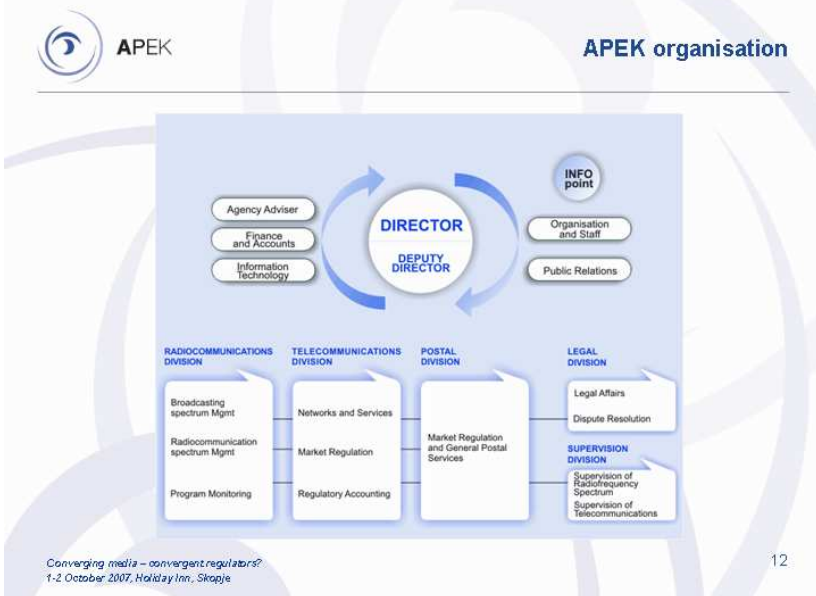 APEK
APEK organisation
INFO
point
Agency Adviser
Finance
and Accounts
Information
Technology
DIRECTOR
DEPUTY
DIRECTOR
Organisation
and Staff
Public Relations
RADIOCOMMUNICATIONS
DIVISION
Broadcasting
spectrum Mgmt
Radiocommunication
spectrum Mgmt
Program Monitoring
TELECOMMUNICATIONS
DIVISION
Networks and Services
Market Regulation
Regulatory Accounting
POSTAL
DIVISION
Market Regulation
and General Postal
Services
LEGAL
DIVISION
Legal Affairs
Dispute Resolution
SUPERVISION
DIVISION
Supervision of
Radiofrequency
Spectrum
Supervision of
Telecommunications
Converging media – convergent regulators?
1-2 October 2007, Holiday Inn, Skopje
12